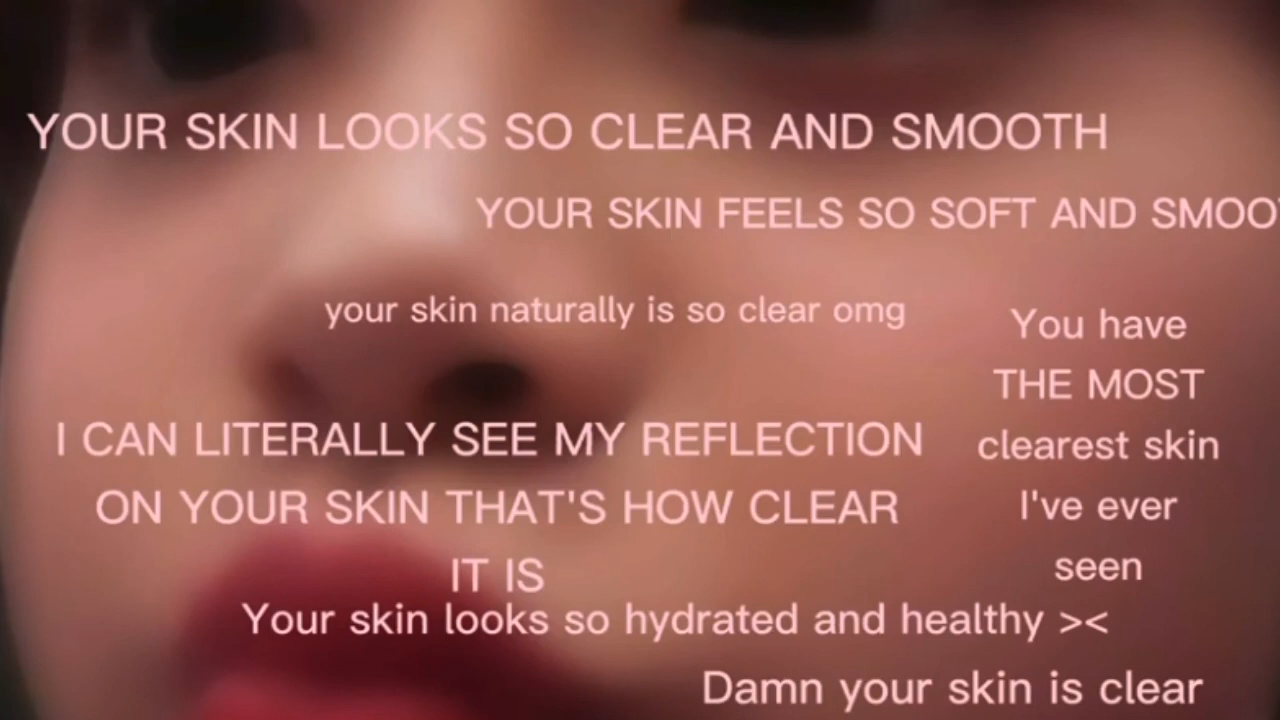 YOUR SKIN LOOKS SO CLEAR AND SMOOTH
YOUR SKIN FEELS SO SOFT AND SMOO
your skin naturally is so clear omg
You have
THE MOST
clearest skin
I've ever
seen
I CAN LITERALLY SEE MY REFLECTION
ON YOUR SKIN THAT'S HOW CLEAR
IT IS
Your skin looks so hydrated and healthy ><
Damn your skin is clear